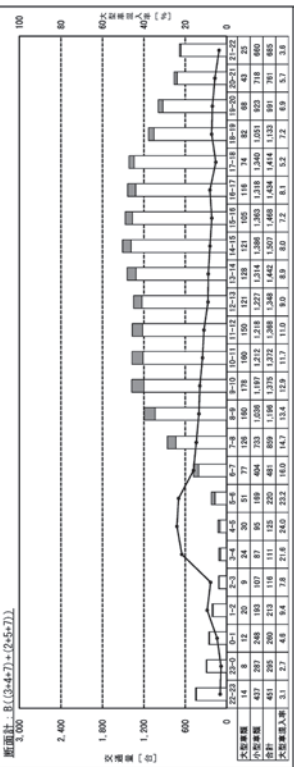 断面計：B((3+4+7)+(2+5+7))
交通量[台]
3,000
2,400
1,800
1,200
600
0
大型車混入率[%]
80
60
40
20
0
22-23 23-0 0-1 1-2 2-3 3-4 4-5 5-6 6-7 7-8 8-9 9-10 10-11 11-12 12-13 13-14 14-15 15-16 16-17 17-18 18-19 19-20 20-21 21-22
大型車類 14 8 12 20 9 24 30 51 77 126 160 178 160 150 121 128 121 105 116 74 82 68 43 25
小型車類 437 287 248 193 107 87 95 169 404 733 1,036 1,197 1,212 1,218 1,227 1,314 1,386 1,363 1,318 1,340 1,051 923 718 660
合計 451 295 260 213 116 111 125 220 481 859 1,196 1,375 1,372 1,368 1,348 1,442 1,507 1,468 1,434 1,414 1,133 991 761 685
大型車混入率 3.1 2.7 4.6 9.4 7.8 21.6 24.0 23.2 16.0 14.7 13.4 12.9 11.7 11.0 9.0 8.9 8.0 7.2 8.1 5.2 7.2 6.9 5.7 3.6